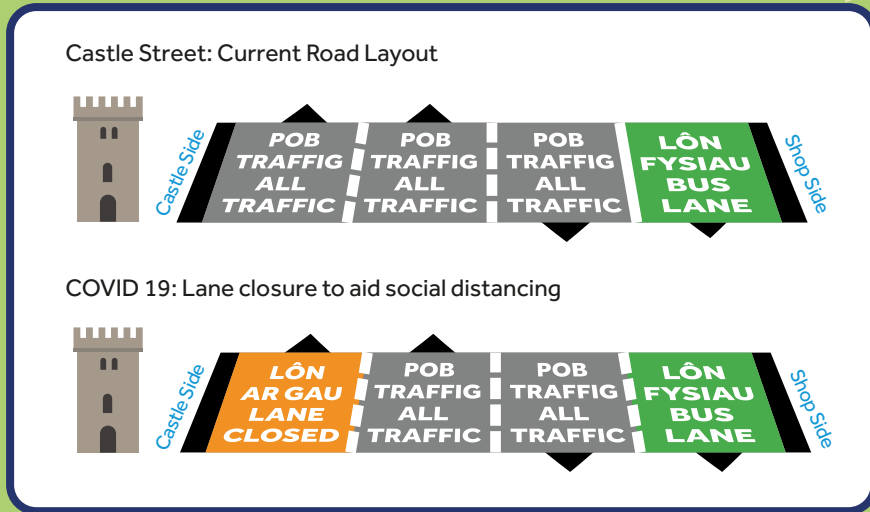 Castle Street: Current Road Layout
Castle Side
POB
TRAFFIG
ALL
TRAFFIC
POB
TRAFFIG
ALL
TRAFFIC
POB
TRAFFIG
ALL
TRAFFIC
LÔN
FYSIAU
BUS
LANE
Shop Side
COVID 19: Lane closure to aid social distancing
Castle Side
LÔN
AR GAU
LANE
CLOSED
POB
TRAFFIG
ALL
TRAFFIC
POB
TRAFFIG
ALL
TRAFFIC
LÔN
FYSIAU
BUS
LANE
Shop Side